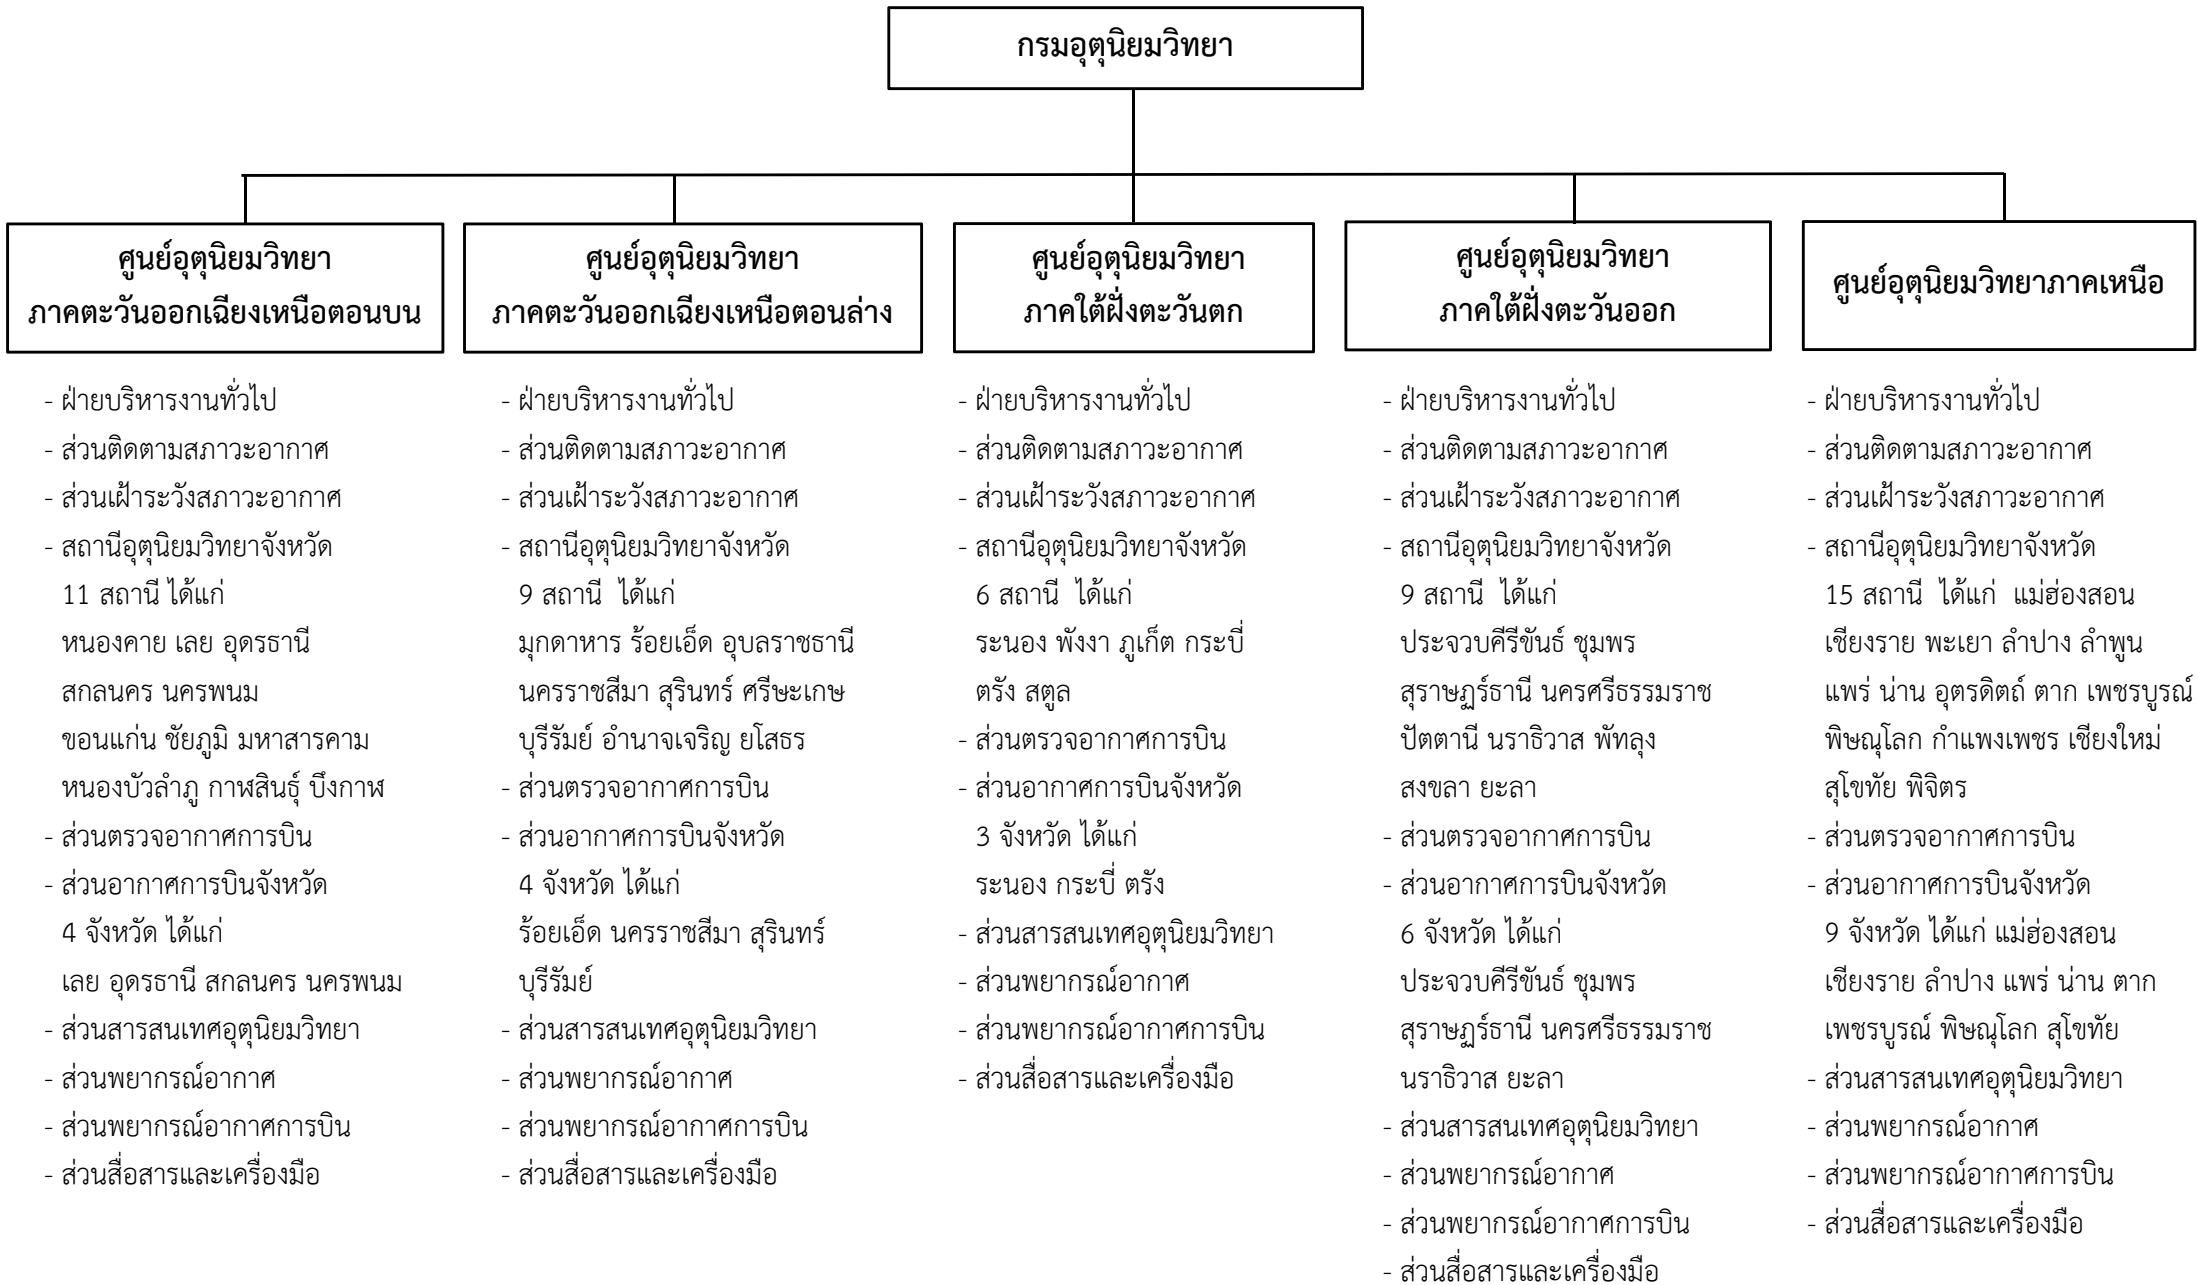 กรมอุตุนิยมวิทยา
ศูนย์อุตุนิยมวิทยา
ภาคตะวันออกเฉียงเหนือตอนบน
- ฝ่ายบริหารงานทั่วไป
- ส่วนติดตามสภาวะอากาศ
- ส่วนเฝ้าระวังสภาวะอากาศ
- สถานีอุตุนิยมวิทยาจังหวัด
11 สถานี ได้แก่
หนองคาย เลย อุดรธานี
สกลนคร นครพนม
ขอนแก่น ชัยภูมิ มหาสารคาม
หนองบัวลำภู กาฬสินธุ์ บึงกาฬ
- ส่วนตรวจอากาศการบิน
- ส่วนอากาศการบินจังหวัด
4 จังหวัด ได้แก่
เลย อุดรธานี สกลนคร นครพนม
- ส่วนสารสนเทศอุตุนิยมวิทยา
- ส่วนพยากรณ์อากาศ
- ส่วนพยากรณ์อากาศการบิน
- ส่วนสื่อสารและเครื่องมือ
ศูนย์อุตุนิยมวิทยา
ภาคตะวันออกเฉียงเหนือตอนล่าง
- ฝ่ายบริหารงานทั่วไป
- ส่วนติดตามสภาวะอากาศ
- ส่วนเฝ้าระวังสภาวะอากาศ
- สถานีอุตุนิยมวิทยาจังหวัด
9 สถานี ได้แก่
มุกดาหาร ร้อยเอ็ด อุบลราชธานี
นครราชสีมา สุรินทร์ ศรีษะเกษ
บุรีรัมย์ อำนาจเจริญ ยโสธร
- ส่วนตรวจอากาศการบิน
- ส่วนอากาศการบินจังหวัด
4 จังหวัด ได้แก่
ร้อยเอ็ด นครราชสีมา สุรินทร์
บุรีรัมย์
- ส่วนสารสนเทศอุตุนิยมวิทยา
- ส่วนพยากรณ์อากาศ
- ส่วนพยากรณ์อากาศการบิน
- ส่วนสื่อสารและเครื่องมือ
ศูนย์อุตุนิยมวิทยา
ภาคใต้ฝั่งตะวันตก
- ฝ่ายบริหารงานทั่วไป
- ส่วนติดตามสภาวะอากาศ
- ส่วนเฝ้าระวังสภาวะอากาศ
- สถานีอุตุนิยมวิทยาจังหวัด
6 สถานี ได้แก่
ระนอง พังงา ภูเก็ต กระบี่
ตรัง สตูล
- ส่วนตรวจอากาศการบิน
- ส่วนอากาศการบินจังหวัด
3 จังหวัด ได้แก่
ระนอง กระบี่ ตรัง
- ส่วนสารสนเทศอุตุนิยมวิทยา
- ส่วนพยากรณ์อากาศ
- ส่วนพยากรณ์อากาศการบิน
- ส่วนสื่อสารและเครื่องมือ
ศูนย์อุตุนิยมวิทยา
ภาคใต้ฝั่งตะวันออก
- ฝ่ายบริหารงานทั่วไป
- ส่วนติดตามสภาวะอากาศ
- ส่วนเฝ้าระวังสภาวะอากาศ
- สถานีอุตุนิยมวิทยาจังหวัด
9 สถานี ได้แก่
ประจวบคีรีขันธ์ ชุมพร
สุราษฎร์ธานี นครศรีธรรมราช
ปัตตานี นราธิวาส พัทลุง
สงขลา ยะลา
- ส่วนตรวจอากาศการบิน
- ส่วนอากาศการบินจังหวัด
6 จังหวัด ได้แก่
ประจวบคีรีขันธ์ ชุมพร
สุราษฎร์ธานี นครศรีธรรมราช
นราธิวาส ยะลา
- ส่วนสารสนเทศอุตุนิยมวิทยา
- ส่วนพยากรณ์อากาศ
- ส่วนพยากรณ์อากาศการบิน
- ส่วนสื่อสารและเครื่องมือ
ศูนย์อุตุนิยมวิทยาภาคเหนือ
- ฝ่ายบริหารงานทั่วไป
- ส่วนติดตามสภาวะอากาศ
- ส่วนเฝ้าระวังสภาวะอากาศ
- สถานีอุตุนิยมวิทยาจังหวัด
15 สถานี ได้แก่ แม่ฮ่องสอน
เชียงราย พะเยา ลำปาง ลำพูน
แพร่ น่าน อุตรดิตถ์ ตาก เพชรบูรณ์
พิษณุโลก กำแพงเพชร เชียงใหม่
สุโขทัย พิจิตร
- ส่วนตรวจอากาศการบิน
- ส่วนอากาศการบินจังหวัด
9 จังหวัด ได้แก่ แม่ฮ่องสอน
เชียงราย ลำปาง แพร่ น่าน ตาก
เพชรบูรณ์ พิษณุโลก สุโขทัย
- ส่วนสารสนเทศอุตุนิยมวิทยา
- ส่วนพยากรณ์อากาศ
- ส่วนพยากรณ์อากาศการบิน
- ส่วนสื่อสารและเครื่องมือ